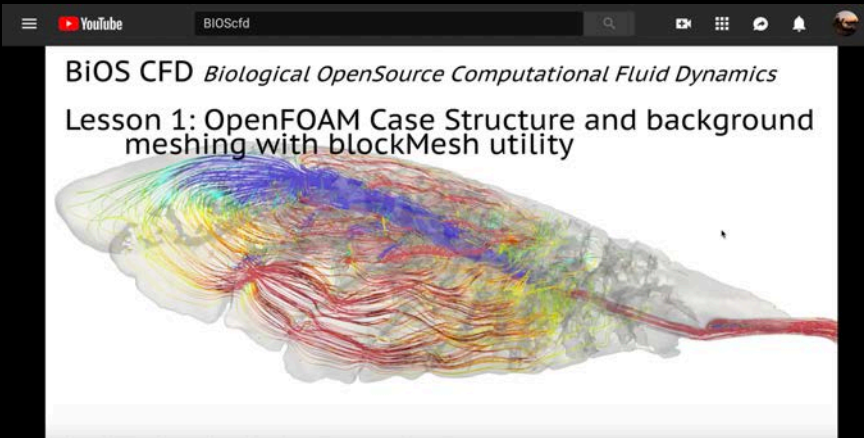 YouTube
BIOScfd
BiOS CFD Biological OpenSource Computational Fluid Dynamics
Lesson 1: OpenFOAM Case Structure and background
meshing with blockMesh utility